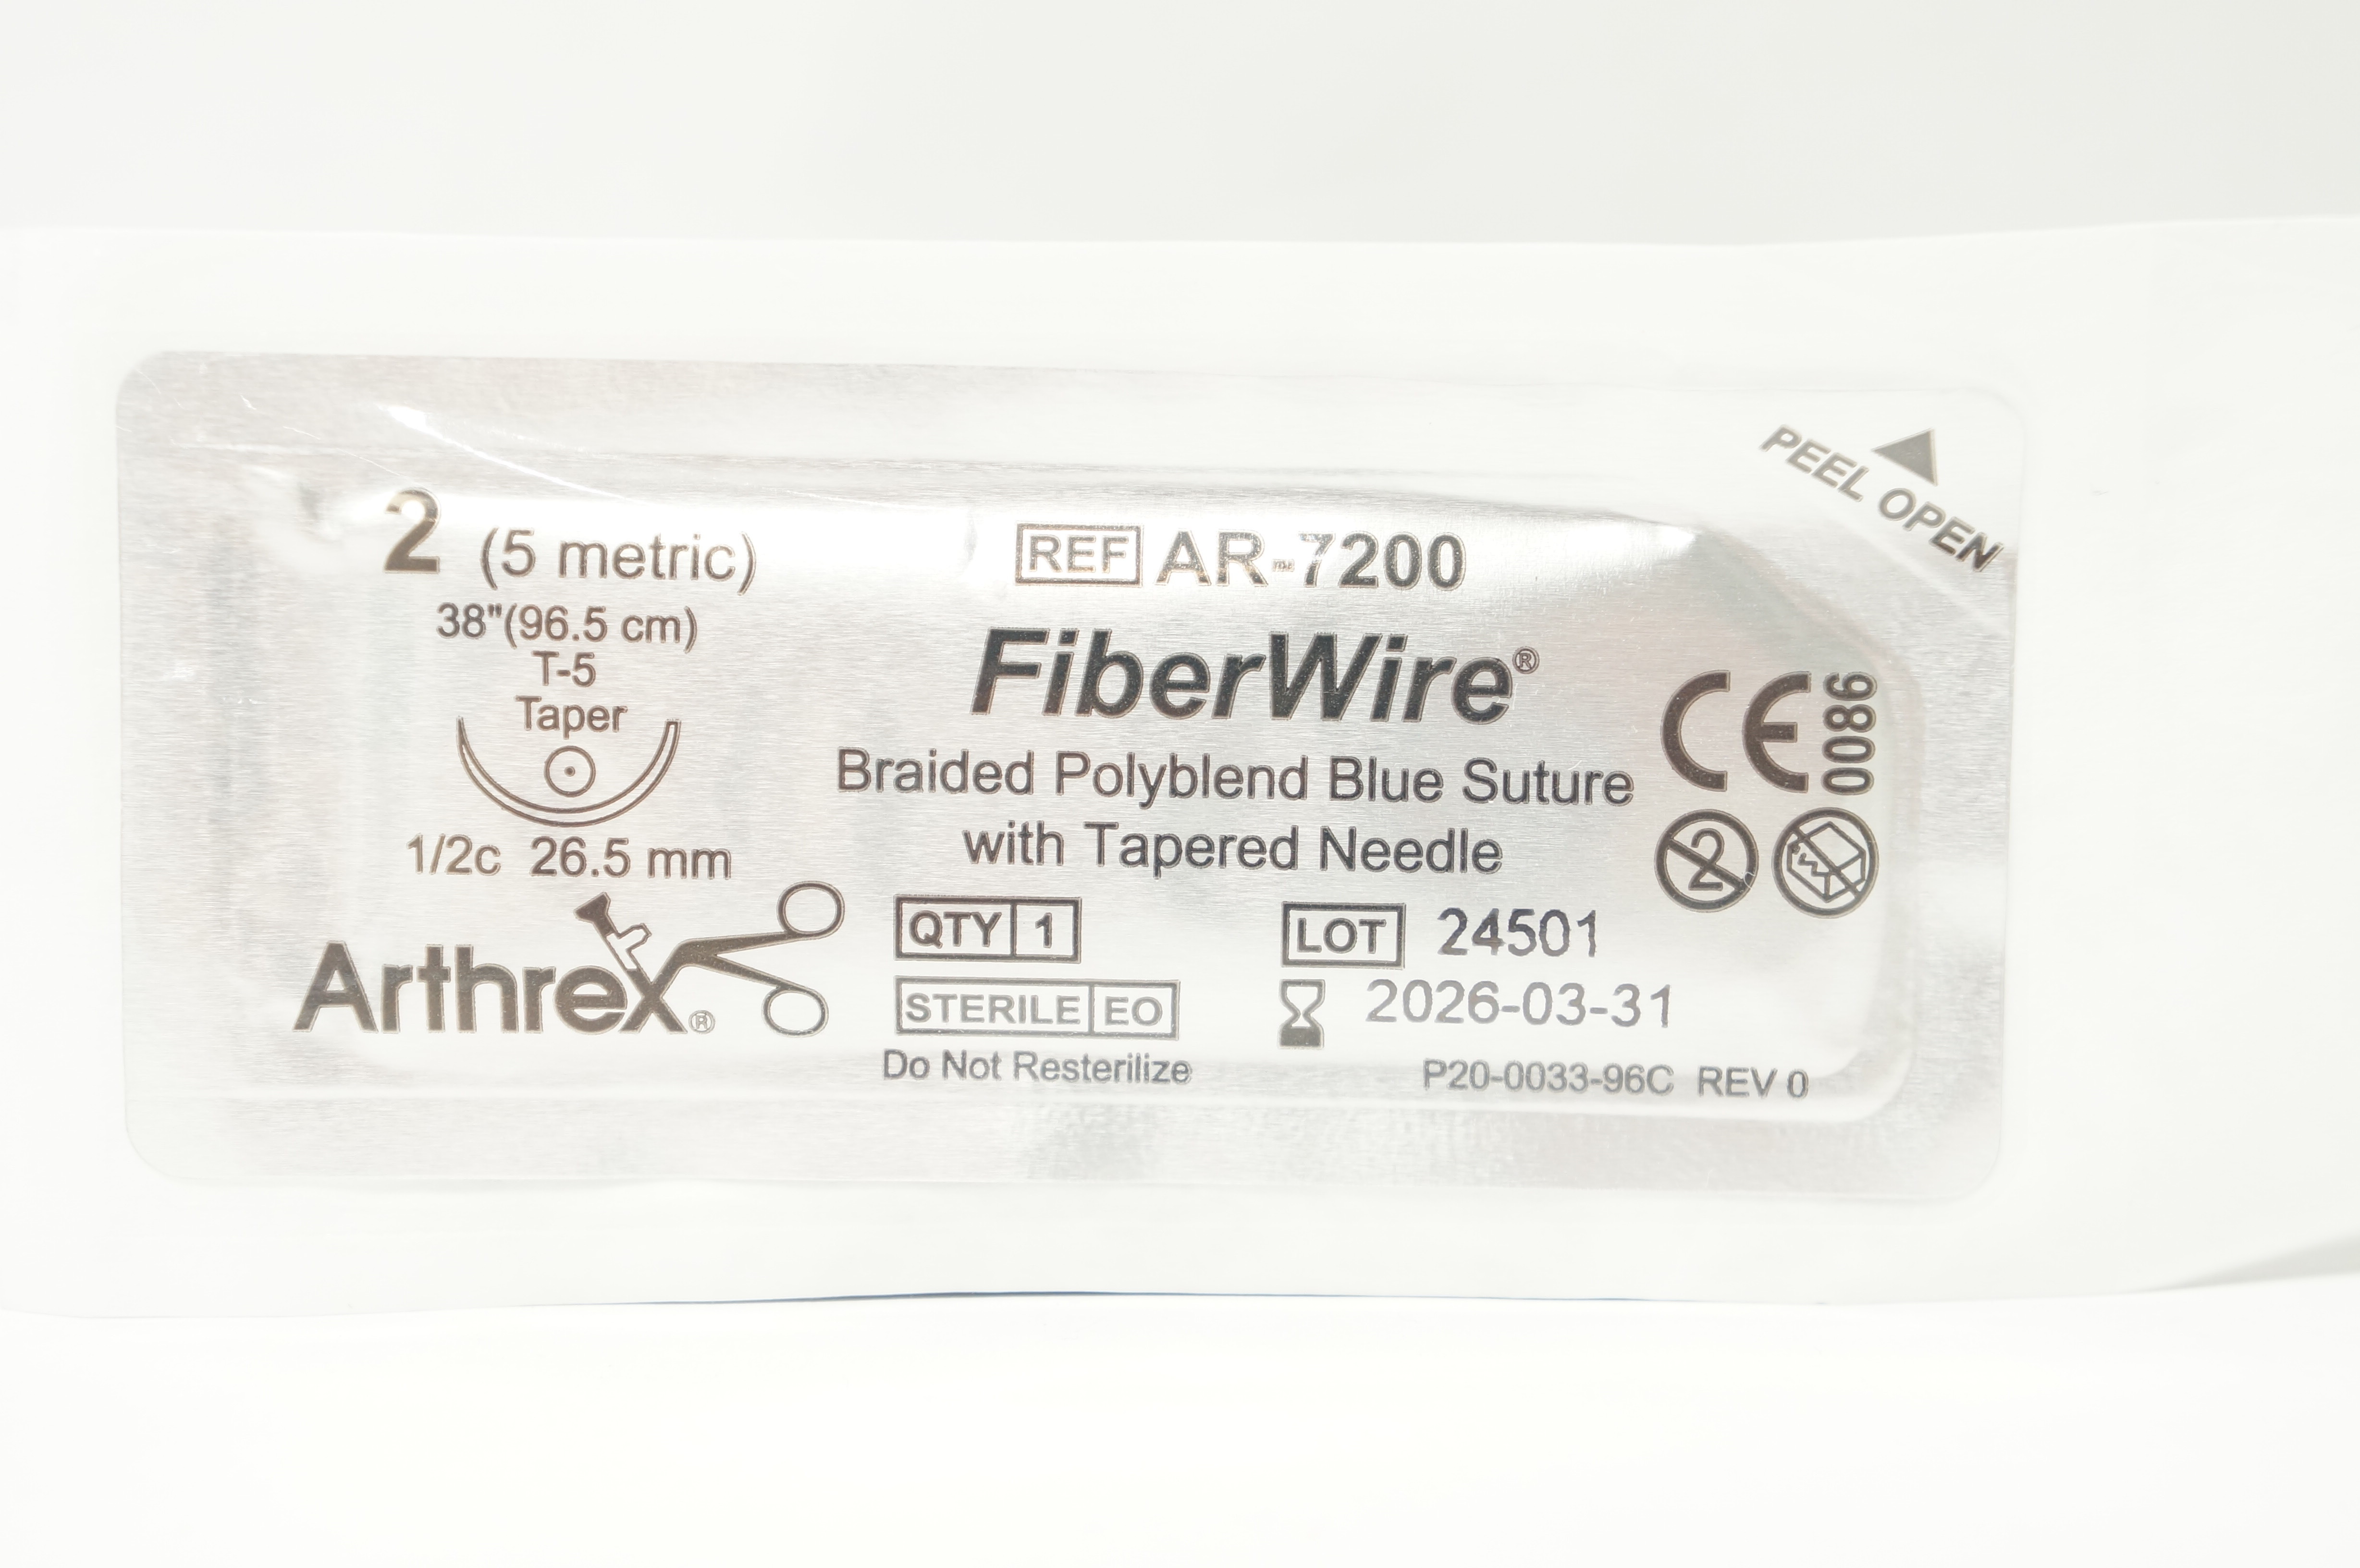 PEEL OPEN
2 (5 metric)
38"(96.5 cm)
T-5
Taper
1/2c 26.5 mm
Arthrex®
REF AR-7200
FiberWire®
Braided Polyblend Blue Suture
with Tapered Needle
QTY 1
STERILE EO
Do Not Resterilize
LOT 24501
2026-03-31
P20-0033-96C REV 0
CE 0086
2